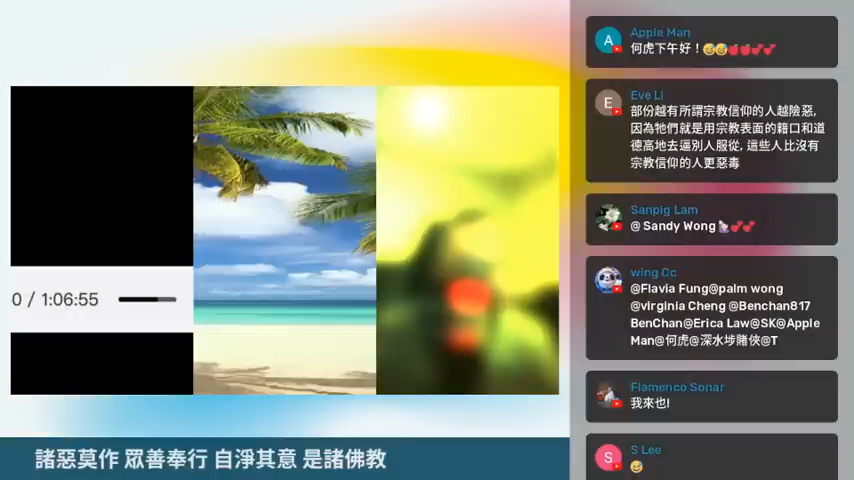 0 / 1:06:55
諸惡莫作 眾善奉行 自淨其意 是諸佛教
A
Apple Man
何虎下午好！😅😅🍎🍎💕💕
E
Eve Li
部份越有所謂宗教信仰的人越險惡,
因為牠們就是用宗教表面的籍口和道
德高地去逼別人服從, 這些人比沒有
宗教信仰的人更惡毒
Sanpig Lam
@ Sandy Wong 🙋🏻‍♀️💕💕
wing Cc
@Flavia Fung@palm wong
@virginia Cheng @Benchan817
BenChan@Erica Law@SK@Apple
Man@何虎@深水埗賭俠@T
Flamenco Sonar
我來也!
S
S Lee
😅